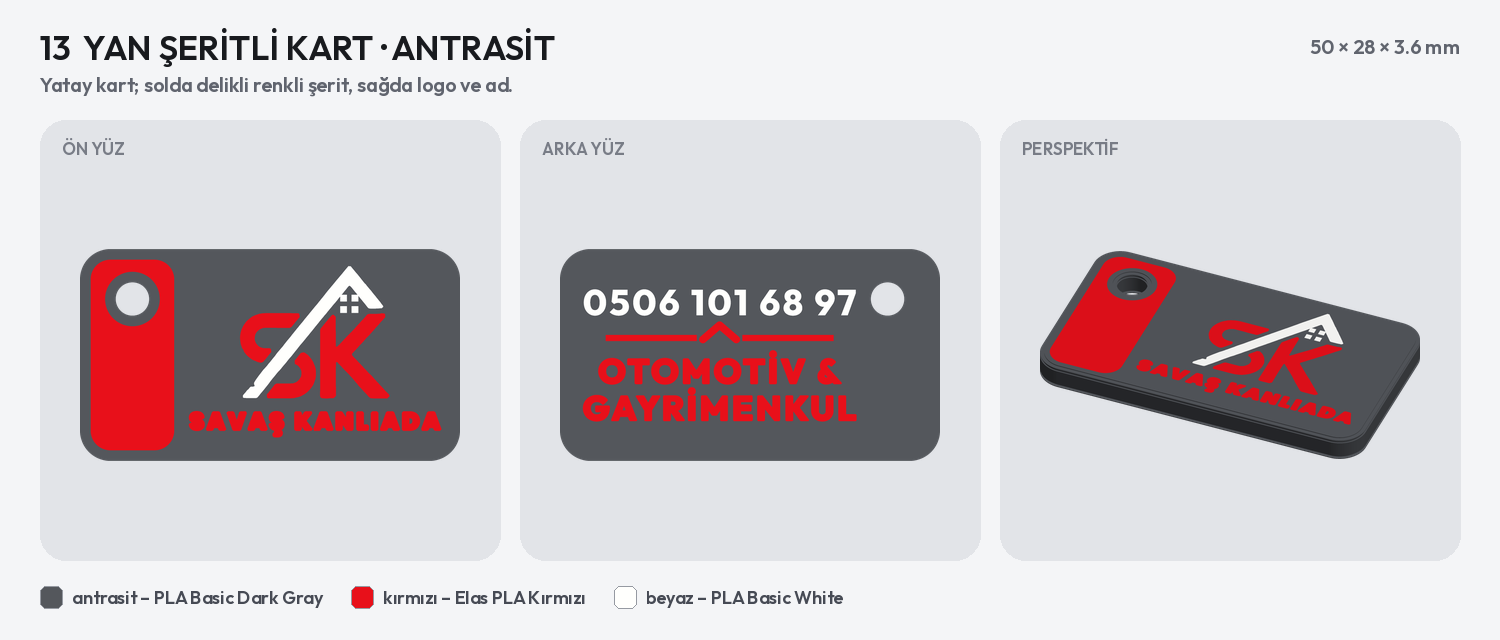 13 YAN ŞERİTLİ KART · ANTRASİT
50 × 28 × 3.6 mm
Yatay kart; solda delikli renkli şerit, sağda logo ve ad.
ÖN YÜZ
SK
SAVAŞ KANLIADA
ARKA YÜZ
0506 101 68 97
OTOMOTİV &
GAYRİMENKUL
PERSPEKTİF
SK
SAVAŞ KANLIADA
antrasit – PLA Basic Dark Gray
kırmızı – Elas PLA Kırmızı
beyaz – PLA Basic White